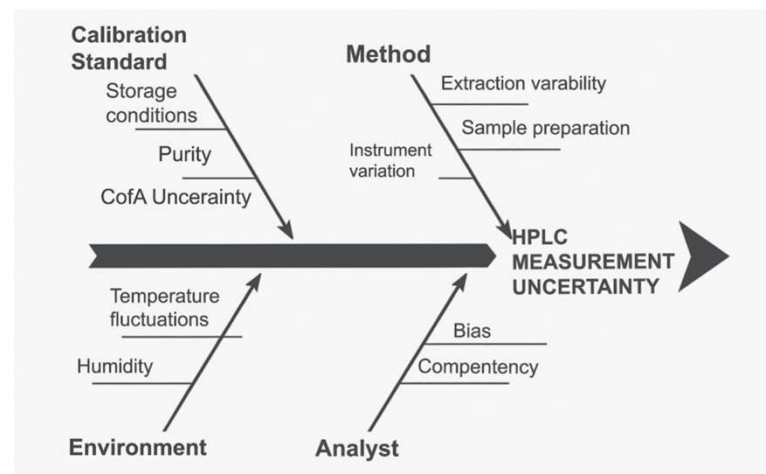 Calibration
Standard
Storage
conditions
Purity
CofA Uncerainty
Method
Extraction varability
Sample preparation
Instrument
variation
HPLC
MEASUREMENT
UNCERTAINTY
Temperature
fluctuations
Humidity
Environment
Bias
Compentency
Analyst